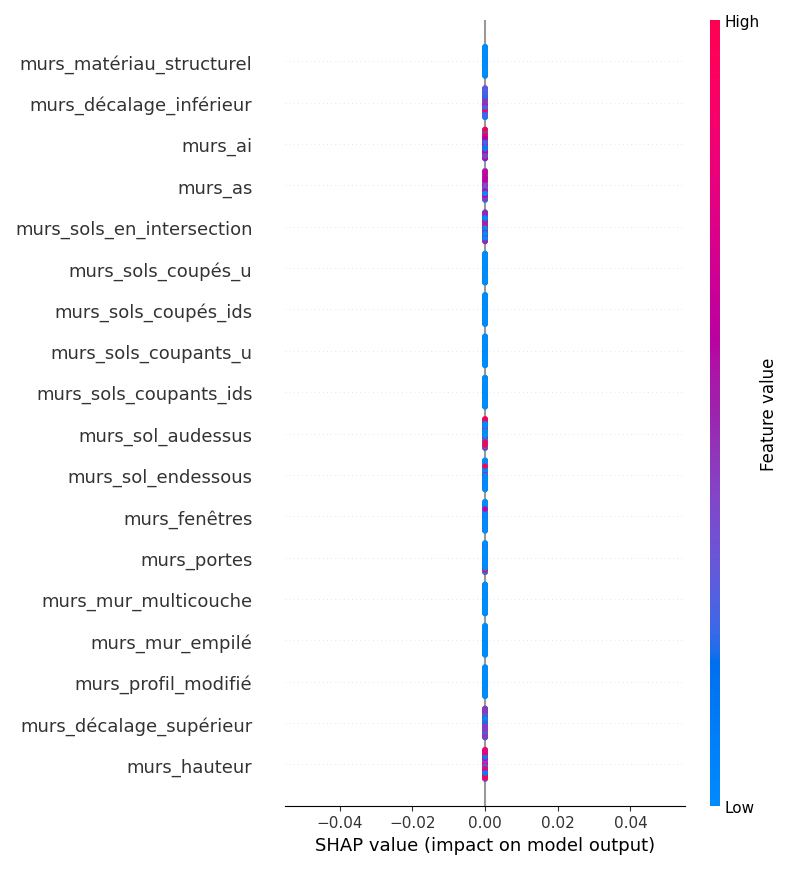 High
murs_matériau_structurel
murs_décalage_inférieur
murs_ai
murs_as
murs_sols_en_intersection
murs_sols_coupés_u
murs_sols_coupés_ids
murs_sols_coupants_u
murs_sols_coupants_ids
murs_sol_audessus
murs_sol_endessous
murs_fenêtres
murs_portes
murs_mur_multicouche
murs_mur_empilé
murs_profil_modifié
murs_décalage_supérieur
murs_hauteur
Feature value
Low
−0.04 −0.02 0.00 0.02 0.04
SHAP value (impact on model output)